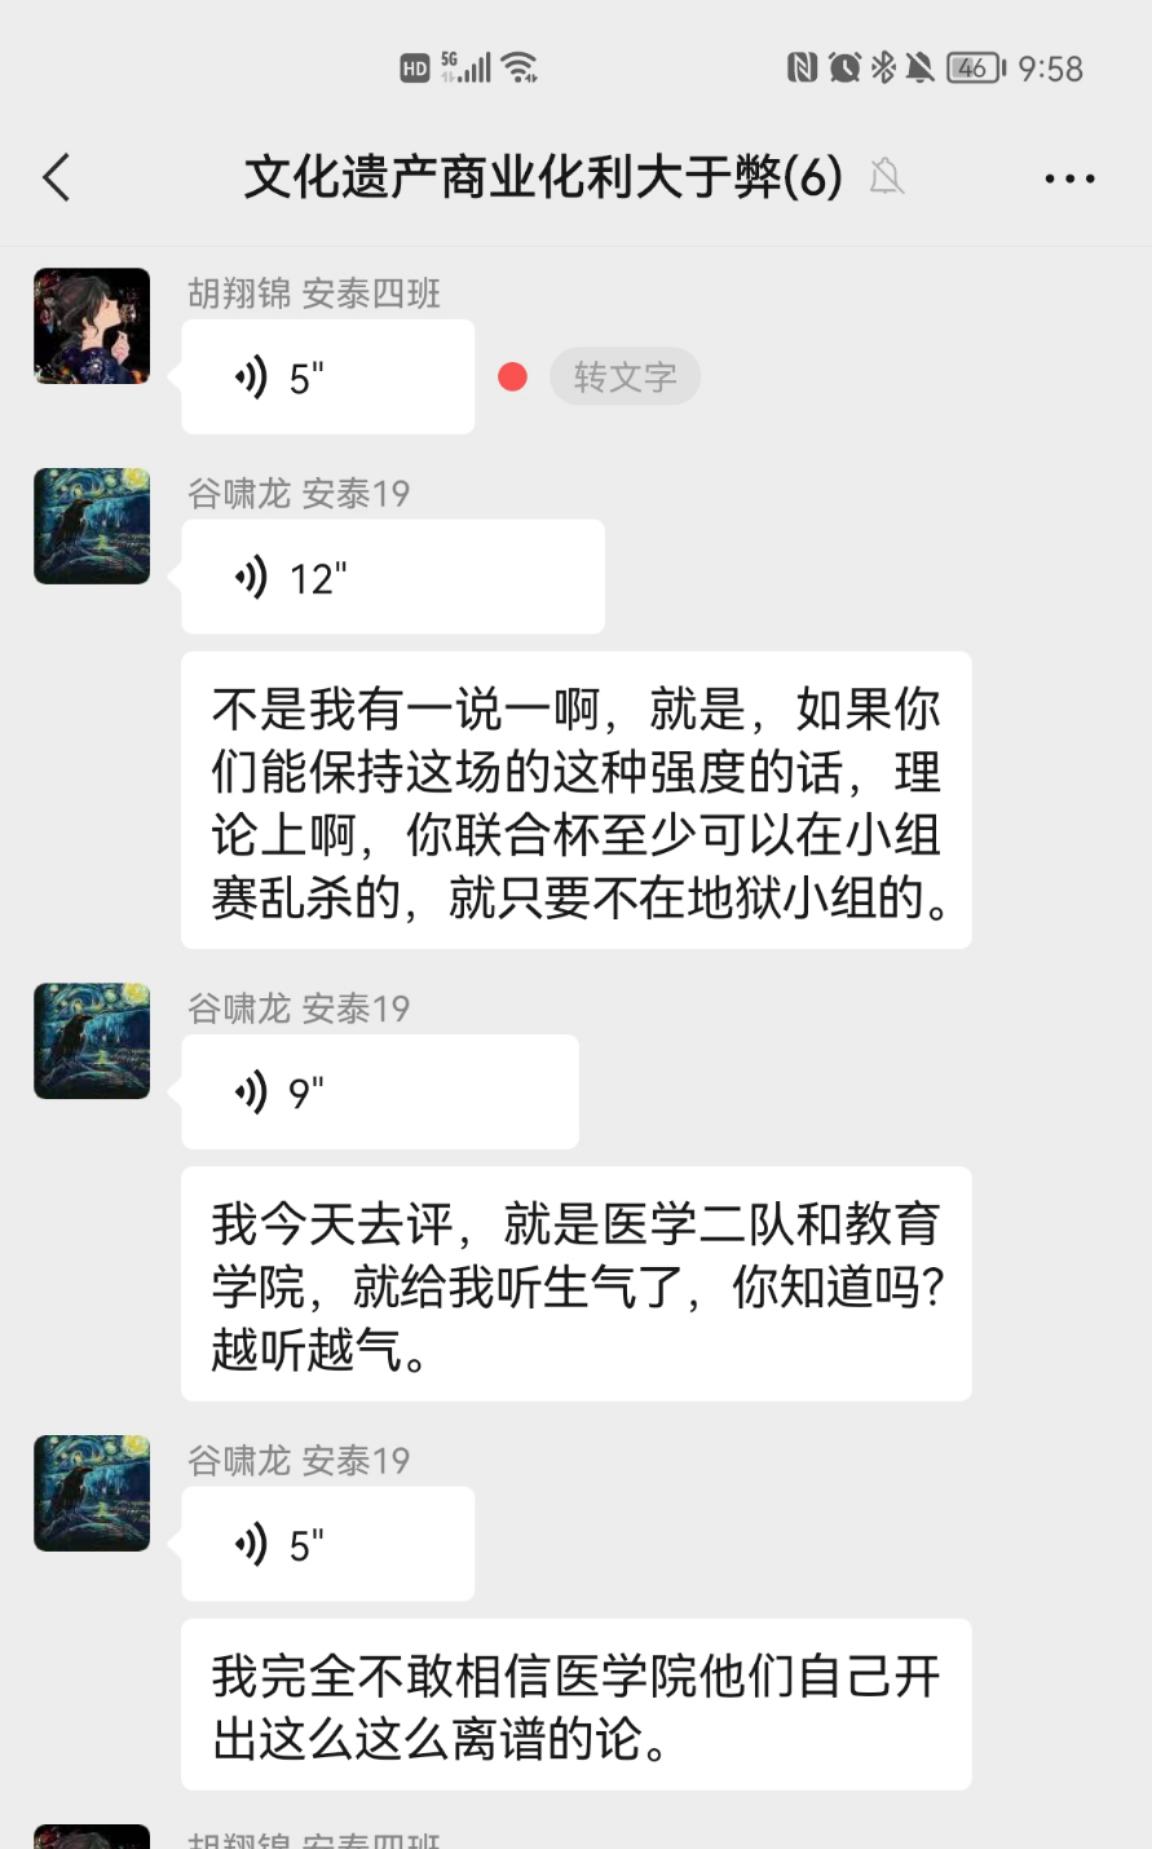 HD 5G 46 9:58
文化遗产商业化利大于弊(6)
胡翔锦 安泰四班
5"
转文字
谷啸龙 安泰19
12"
不是我有一说一啊，就是，如果你
们能保持这场的这种强度的话，理
论上啊，你联合杯至少可以在小组
赛乱杀的，就只要不在地狱小组的。
谷啸龙 安泰19
9"
我今天去评，就是医学二队和教育
学院，就给我听生气了，你知道吗？
越听越气。
谷啸龙 安泰19
5"
我完全不敢相信医学院他们自己开
出这么这么离谱的论。
胡翔锦 安泰四班